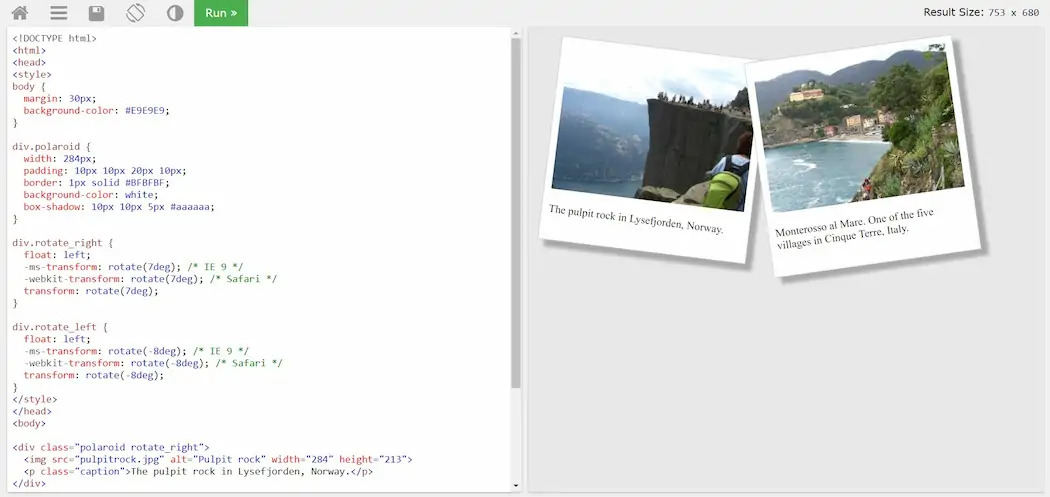 Run »
Result Size: 753 x 680
<!DOCTYPE html>
<html>
<head>
<style>
body {
  margin: 30px;
  background-color: #E9E9E9;
}

div.polaroid {
  width: 284px;
  padding: 10px 10px 20px 10px;
  border: 1px solid #BFBFBF;
  background-color: white;
  box-shadow: 10px 10px 5px #aaaaaa;
}

div.rotate_right {
  float: left;
  -ms-transform: rotate(7deg); /* IE 9 */
  -webkit-transform: rotate(7deg); /* Safari */
  transform: rotate(7deg);
}

div.rotate_left {
  float: left;
  -ms-transform: rotate(-8deg); /* IE 9 */
  -webkit-transform: rotate(-8deg); /* Safari */
  transform: rotate(-8deg);
}
</style>
</head>
<body>

<div class="polaroid rotate_right">
  <img src="pulpitrock.jpg" alt="Pulpit rock" width="284" height="213">
  <p class="caption">The pulpit rock in Lysefjorden, Norway.</p>
</div>
The pulpit rock in Lysefjorden, Norway.
Monterosso al Mare. One of the five
villages in Cinque Terre, Italy.